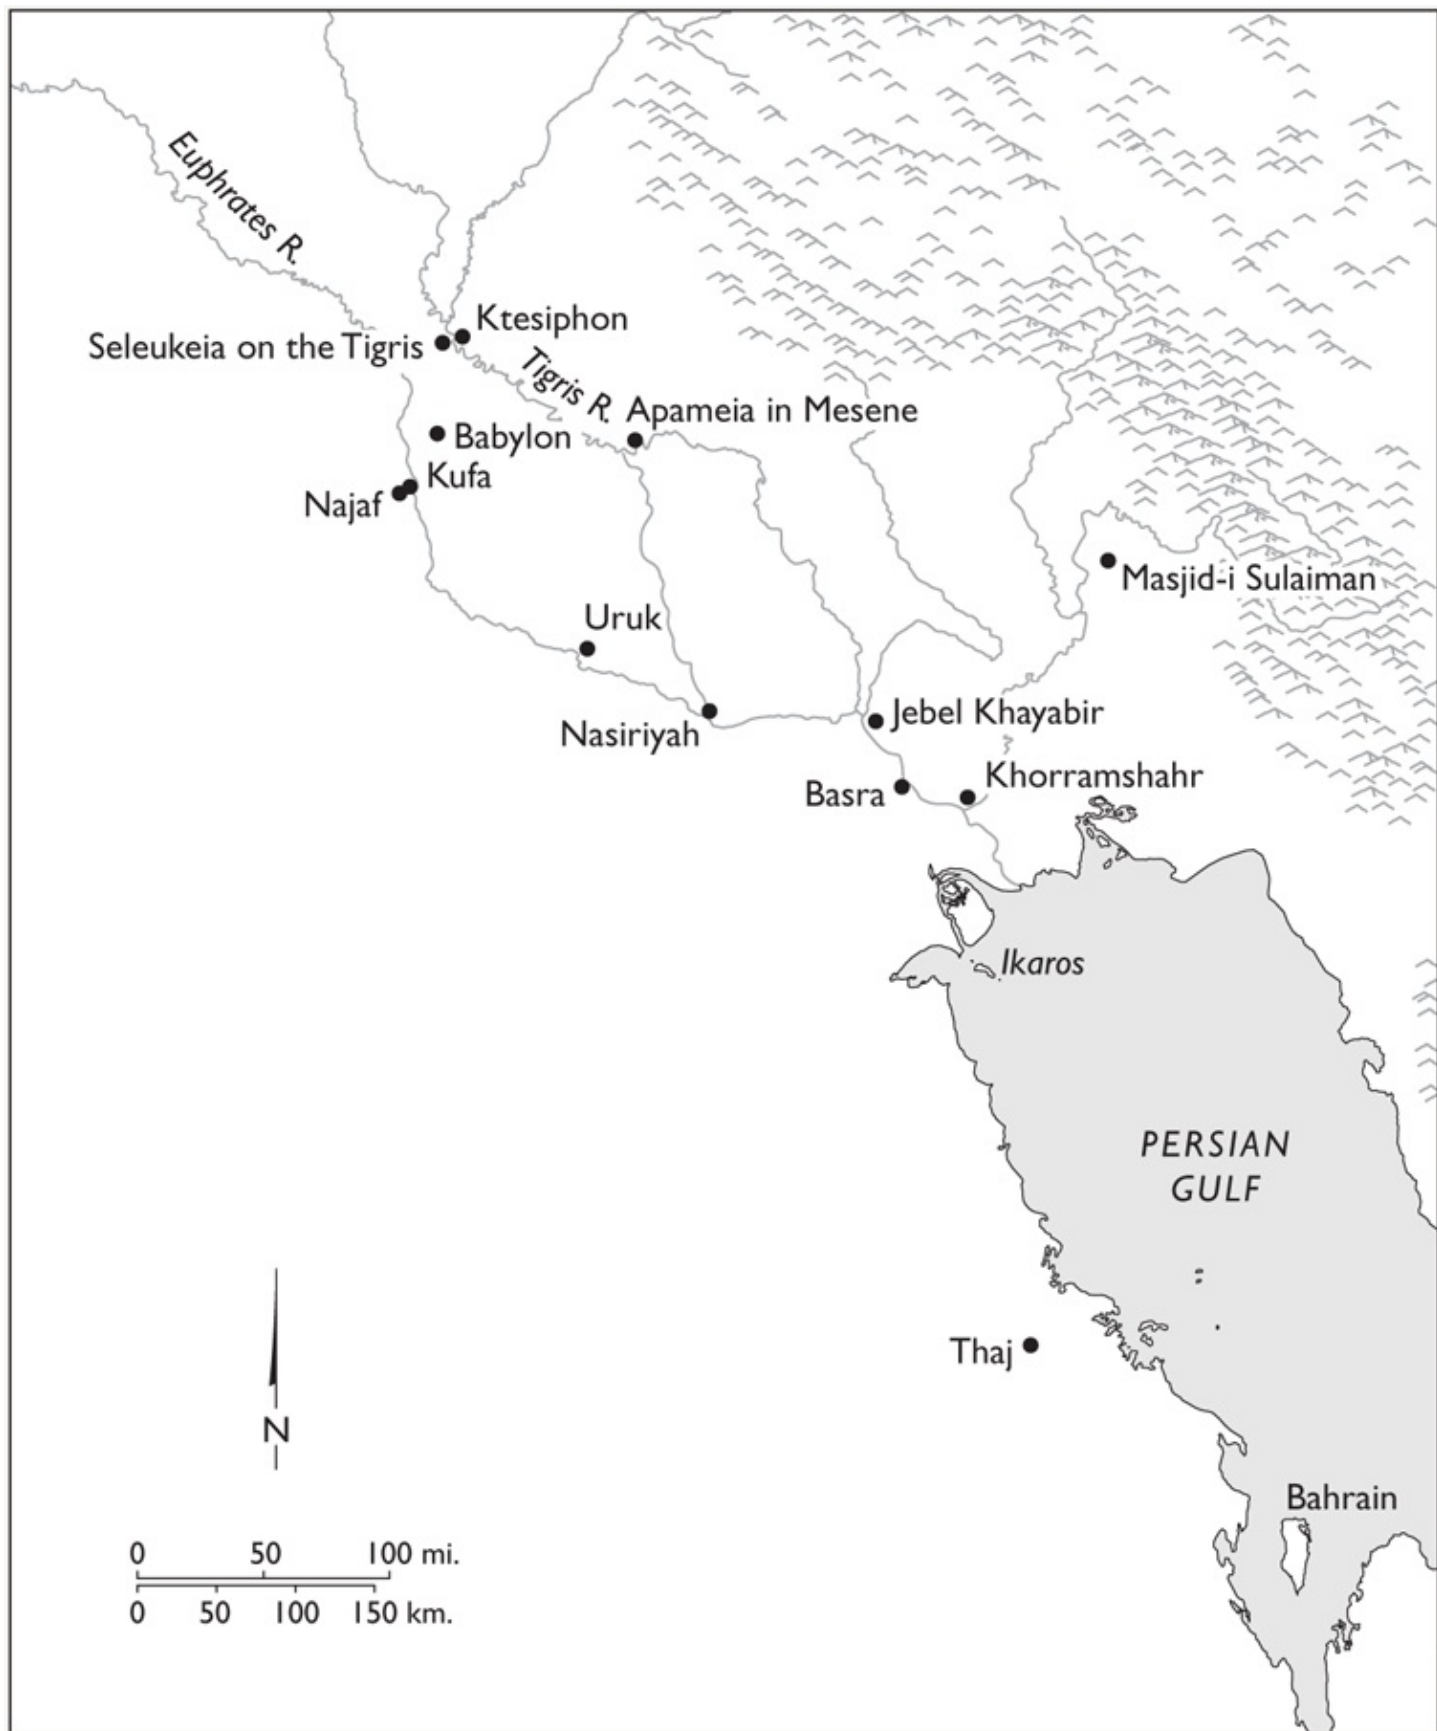 Euphrates R.
Ktesiphon
Seleukeia on the Tigris
Tigris R.
Apameia in Mesene
Babylon
Kufa
Najaf
Masjid-i Sulaiman
Uruk
Jebel Khayabir
Nasiriyah
Khorramshahr
Basra
Ikaros
PERSIAN
GULF
Thaj
N
Bahrain
0 50 100 mi.
0 50 100 150 km.